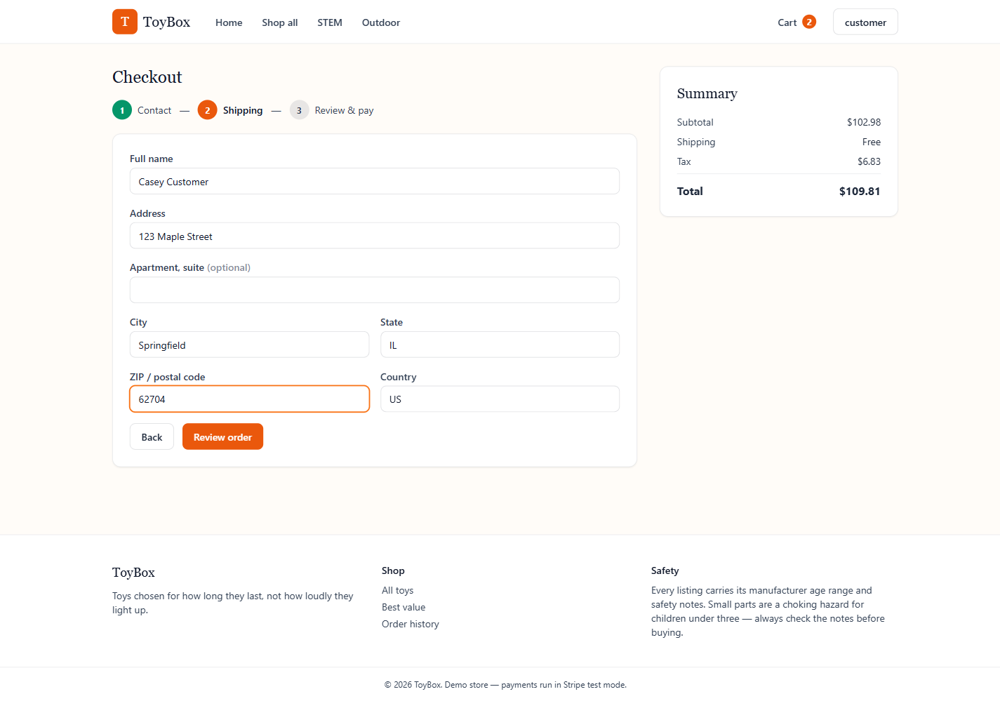 T ToyBox Home Shop all STEM Outdoor Cart 2 customer
Checkout
1 Contact — 2 Shipping — 3 Review & pay
Full name
Casey Customer
Address
123 Maple Street
Apartment, suite (optional)
City State
Springfield IL
ZIP / postal code Country
62704 US
Back Review order
Summary
Subtotal $102.98
Shipping Free
Tax $6.83
Total $109.81
ToyBox
Toys chosen for how long they last, not how loudly they
light up.
Shop
All toys
Best value
Order history
Safety
Every listing carries its manufacturer age range and
safety notes. Small parts are a choking hazard for
children under three — always check the notes before
buying.
© 2026 ToyBox. Demo store — payments run in Stripe test mode.